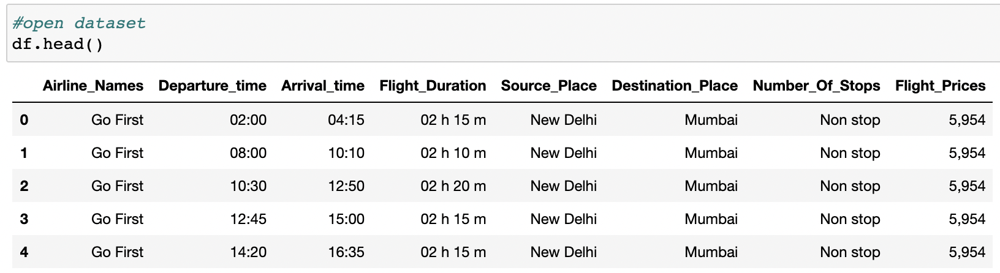 #open dataset
df.head()
Airline_Names Departure_time Arrival_time Flight_Duration Source_Place Destination_Place Number_Of_Stops Flight_Prices
0 Go First 02:00 04:15 02 h 15 m New Delhi Mumbai Non stop 5,954
1 Go First 08:00 10:10 02 h 10 m New Delhi Mumbai Non stop 5,954
2 Go First 10:30 12:50 02 h 20 m New Delhi Mumbai Non stop 5,954
3 Go First 12:45 15:00 02 h 15 m New Delhi Mumbai Non stop 5,954
4 Go First 14:20 16:35 02 h 15 m New Delhi Mumbai Non stop 5,954